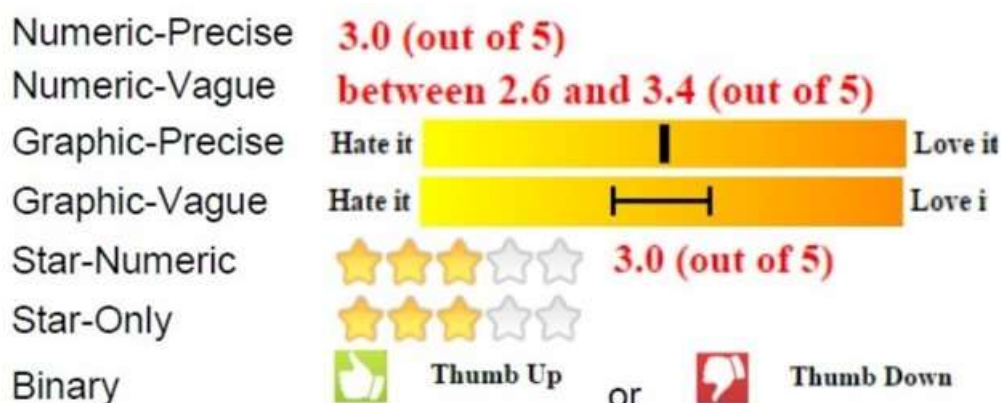 Numeric-Precise 3.0 (out of 5)
Numeric-Vague between 2.6 and 3.4 (out of 5)
Graphic-Precise Hate it Love it
Graphic-Vague Hate it Love i
Star-Numeric 3.0 (out of 5)
Star-Only
Binary Thumb Up or Thumb Down